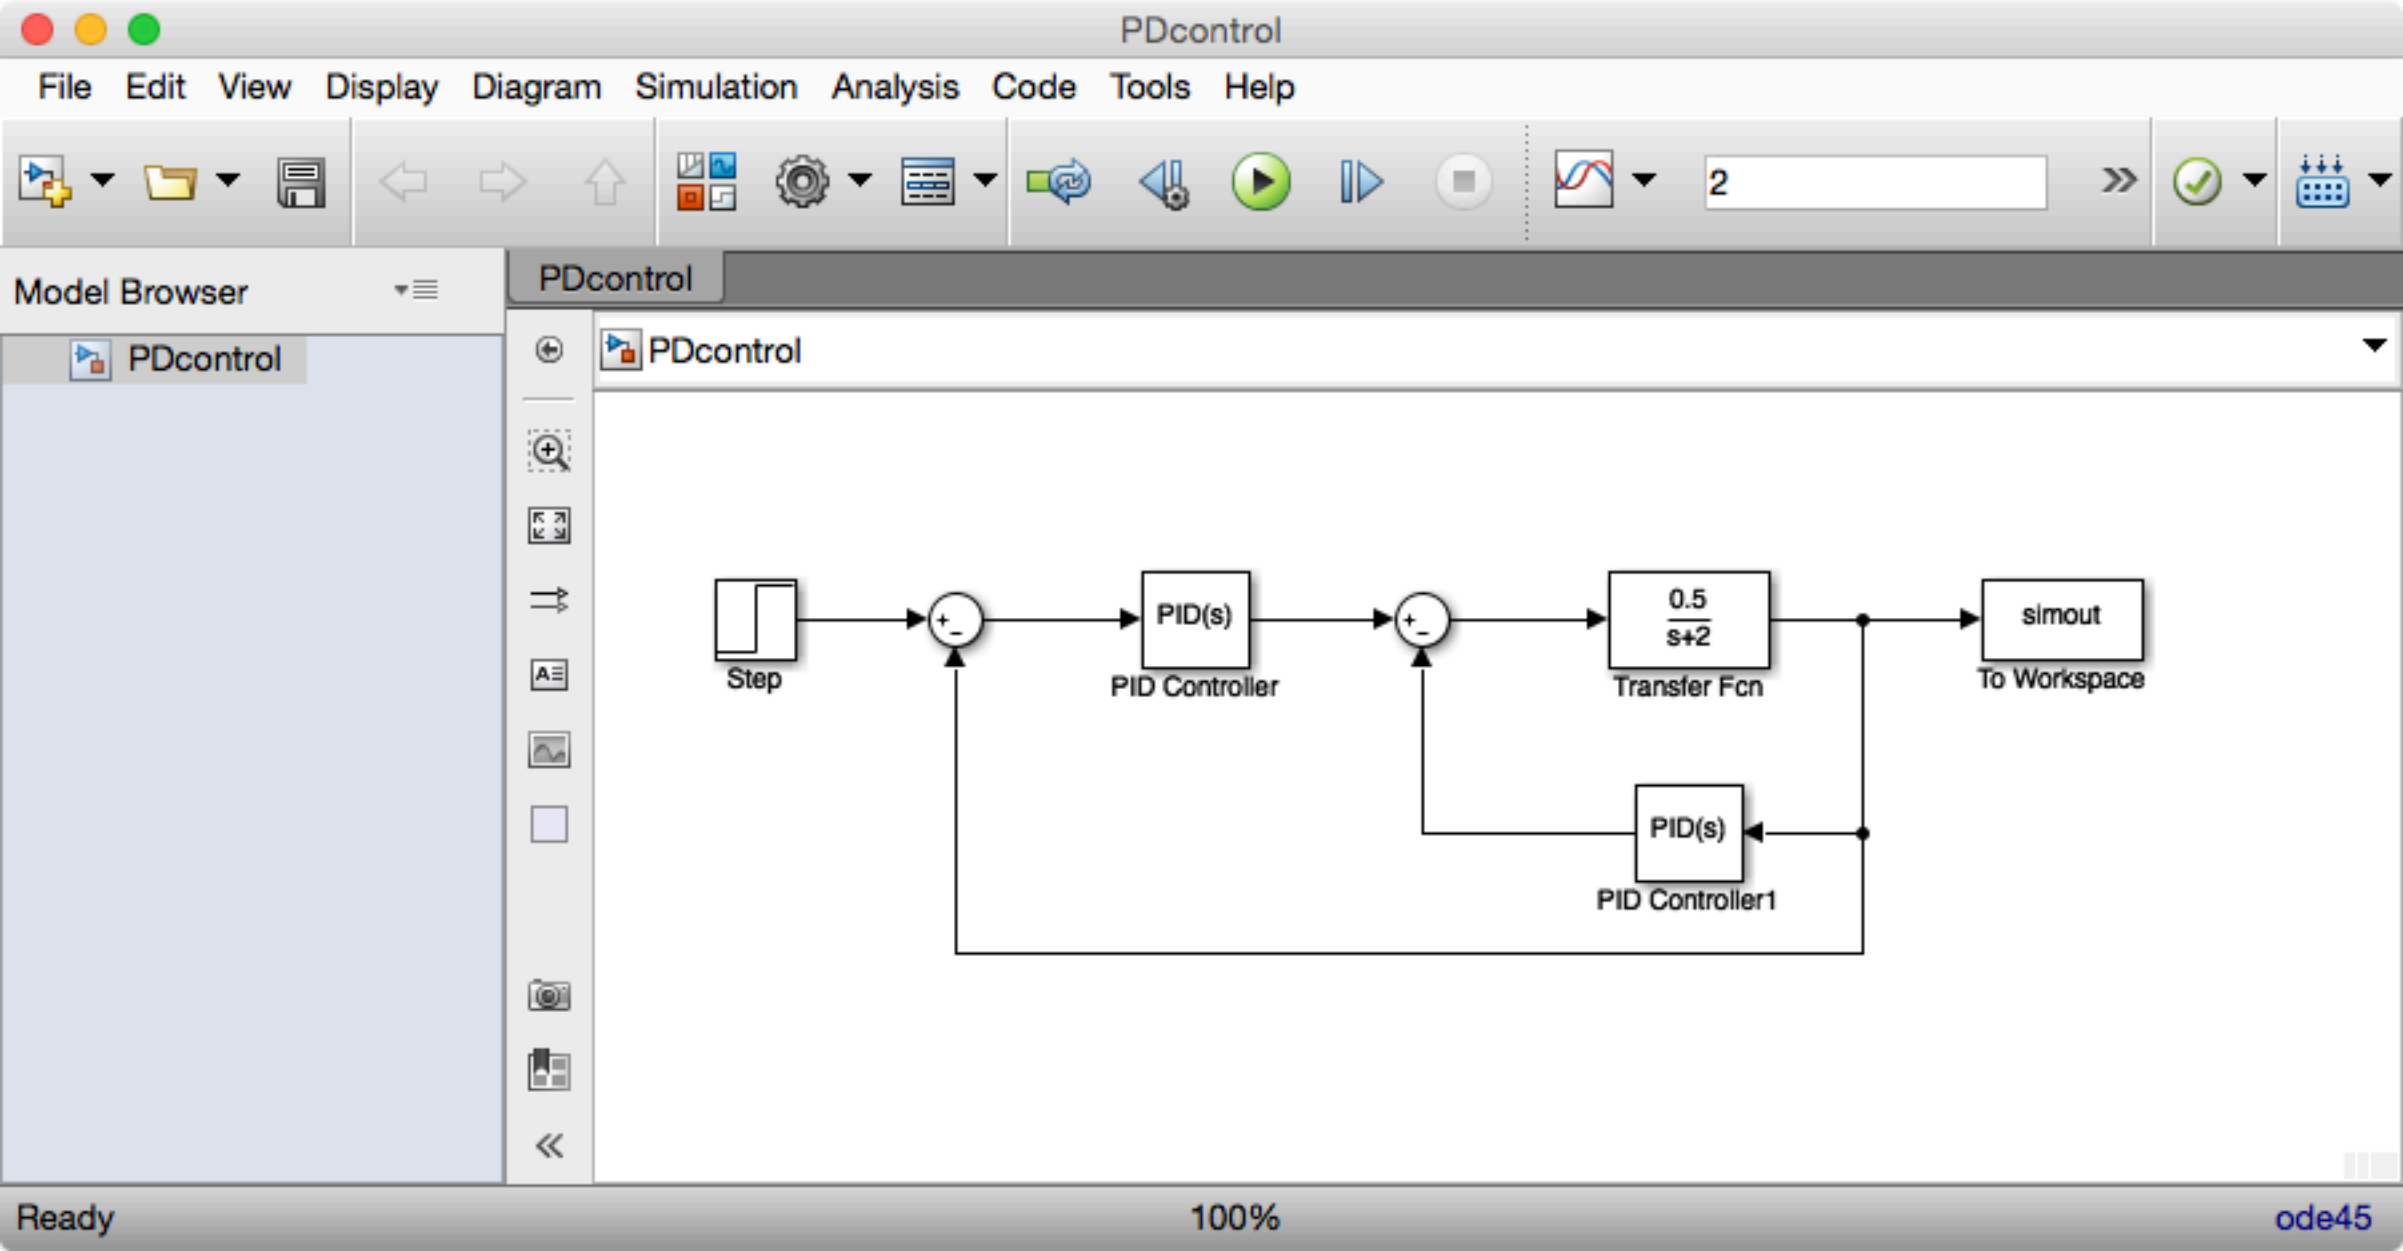 PDcontrol
File Edit View Display Diagram Simulation Analysis Code Tools Help
2
Model Browser
PDcontrol
PDcontrol
PDcontrol
Step
+
−
PID(s)
PID Controller
+
−
0.5
s+2
Transfer Fcn
simout
To Workspace
PID(s)
PID Controller1
Ready
100%
ode45